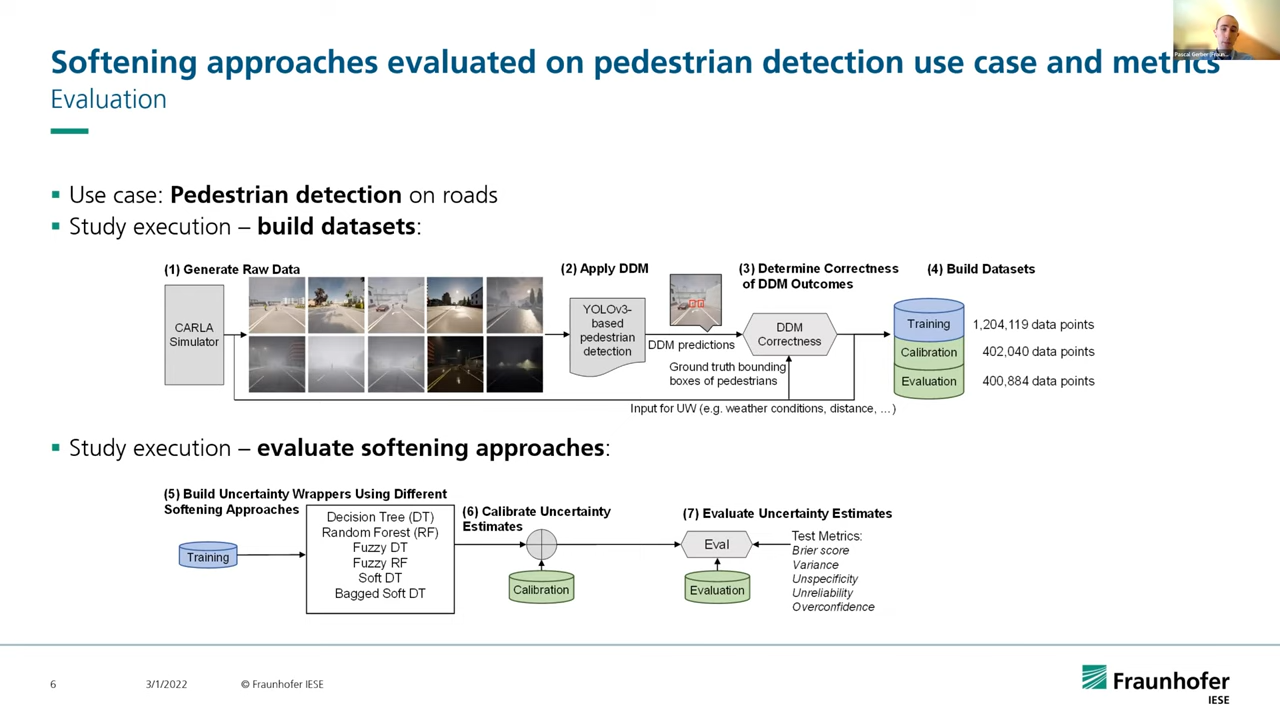 Softening approaches evaluated on pedestrian detection use case and metrics
Evaluation
Use case: Pedestrian detection on roads
Study execution – build datasets:
(1) Generate Raw Data
(2) Apply DDM
(3) Determine Correctness
of DDM Outcomes
(4) Build Datasets
CARLA
Simulator
YOLOv3-
based
pedestrian
detection
DDM predictions
DDM
Correctness
Ground truth bounding
boxes of pedestrians
Input for UW (e.g. weather conditions, distance, …)
Training
1,204,119 data points
Calibration
402,040 data points
Evaluation
400,884 data points
Study execution – evaluate softening approaches:
(5) Build Uncertainty Wrappers Using Different
Softening Approaches
Training
Decision Tree (DT)
Random Forest (RF)
Fuzzy DT
Fuzzy RF
Soft DT
Bagged Soft DT
(6) Calibrate Uncertainty
Estimates
Calibration
(7) Evaluate Uncertainty Estimates
Eval
Evaluation
Test Metrics:
Brier score
Variance
Unspecificity
Unreliability
Overconfidence
6
3/1/2022
© Fraunhofer IESE
Fraunhofer
IESE